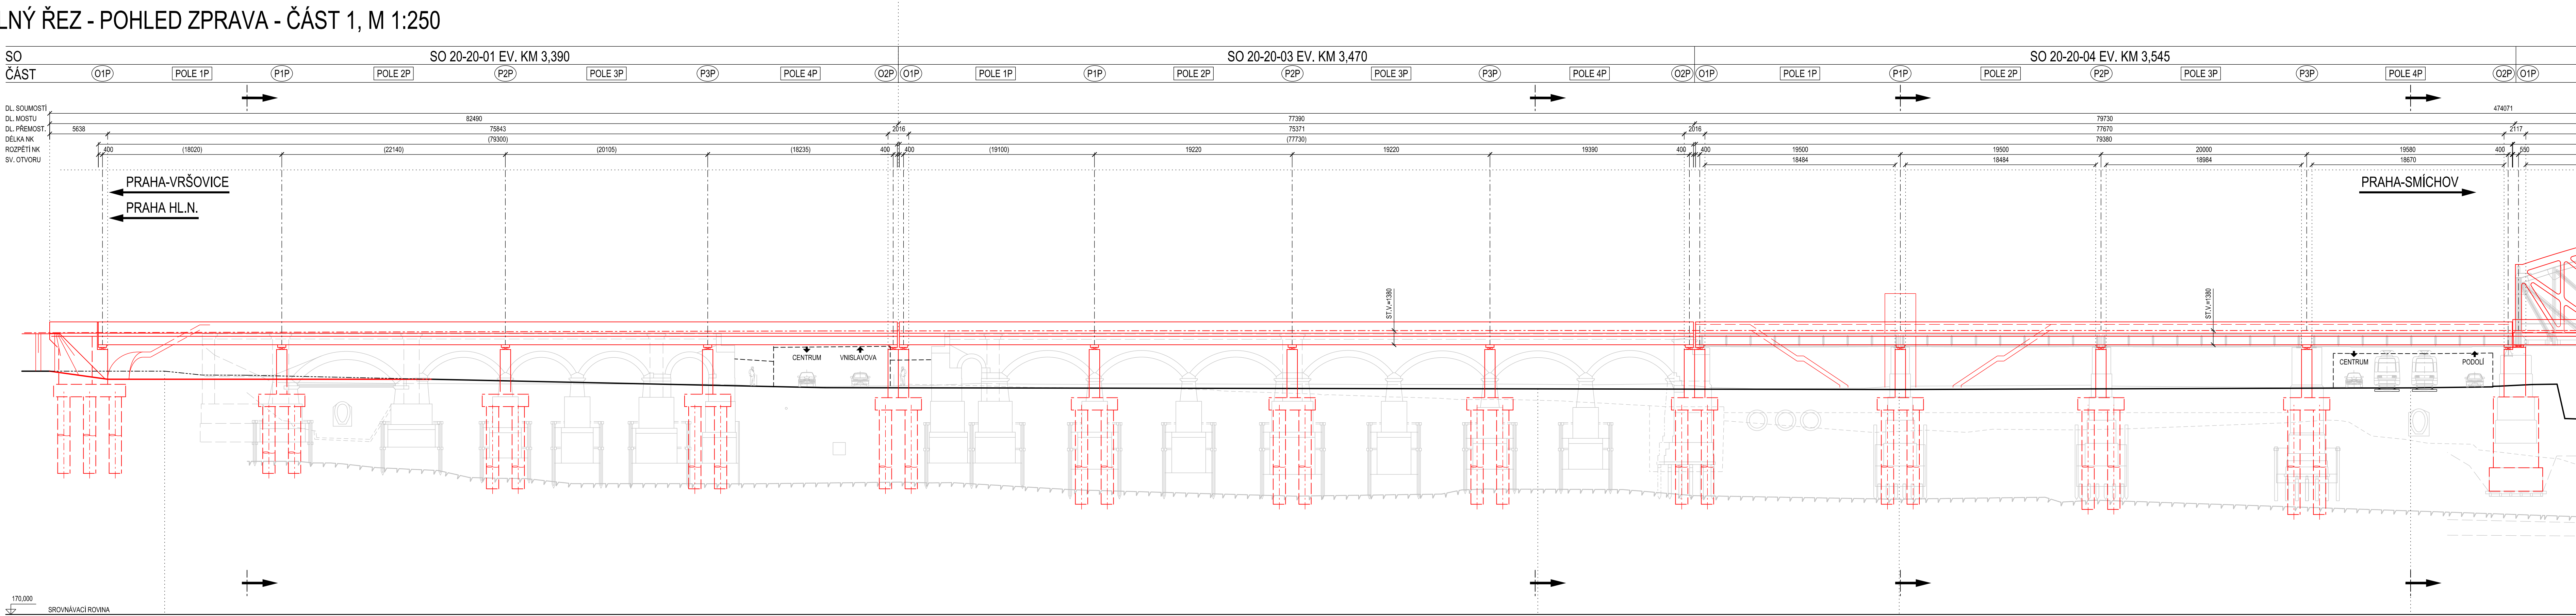 LNÝ ŘEZ - POHLED ZPRAVA - ČÁST 1, M 1:250
SO SO 20-20-01 EV. KM 3,390 SO 20-20-03 EV. KM 3,470 SO 20-20-04 EV. KM 3,545
ČÁST O1P POLE 1P P1P POLE 2P P2P POLE 3P P3P POLE 4P O2P O1P POLE 1P P1P POLE 2P P2P POLE 3P P3P POLE 4P O2P O1P POLE 1P P1P POLE 2P P2P POLE 3P P3P POLE 4P O2P O1P
DL. SOUMOSTÍ 474071
DL. MOSTU 82490 77390 79730
DL. PŘEMOST. 5638 75843 2016 75371 2016 77670 2117
DÉLKA NK (79300) (77730) 79380
ROZPĚTÍ NK 400 (18020) (22140) (20105) (18235) 400 400 (19100) 19220 19220 19390 400 400 19500 19500 20000 19580 400 550
SV. OTVORU 18484 18484 18984 18670
PRAHA-VRŠOVICE PRAHA-SMÍCHOV
PRAHA HL.N.
ST.V.=1380 ST.V.=1380
CENTRUM VNISLAVOVA CENTRUM PODOLÍ
170,000
SROVNÁVACÍ ROVINA